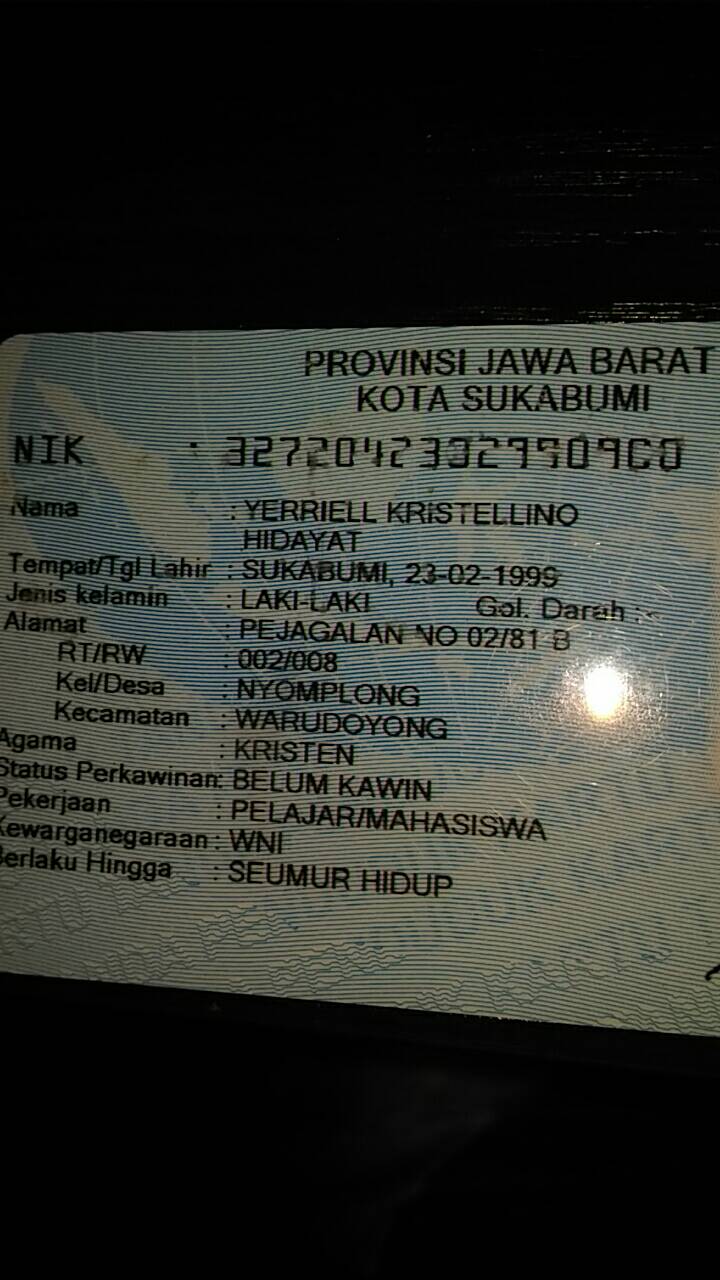 PROVINSI JAWA BARAT
KOTA SUKABUMI
NIK :
Nama : YERRIELL KRISTELLINO
HIDAYAT
Tempat/Tgl Lahir : SUKABUMI, 23-02-1999
Jenis kelamin : LAKI-LAKI Gol. Darah : -
Alamat : PEJAGALAN NO 02/81 B
RT/RW : 002/008
Kel/Desa : NYOMPLONG
Kecamatan : WARUDOYONG
Agama : KRISTEN
Status Perkawinan: BELUM KAWIN
Pekerjaan : PELAJAR/MAHASISWA
Kewarganegaraan : WNI
Berlaku Hingga : SEUMUR HIDUP